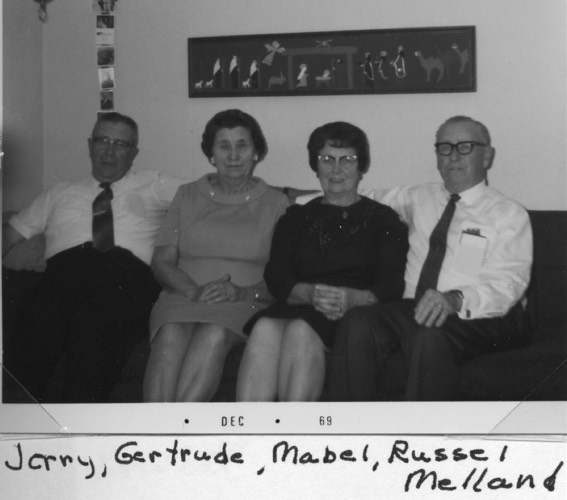 • DEC • 69
Jerry, Gertrude, Mabel, Russel
Melland